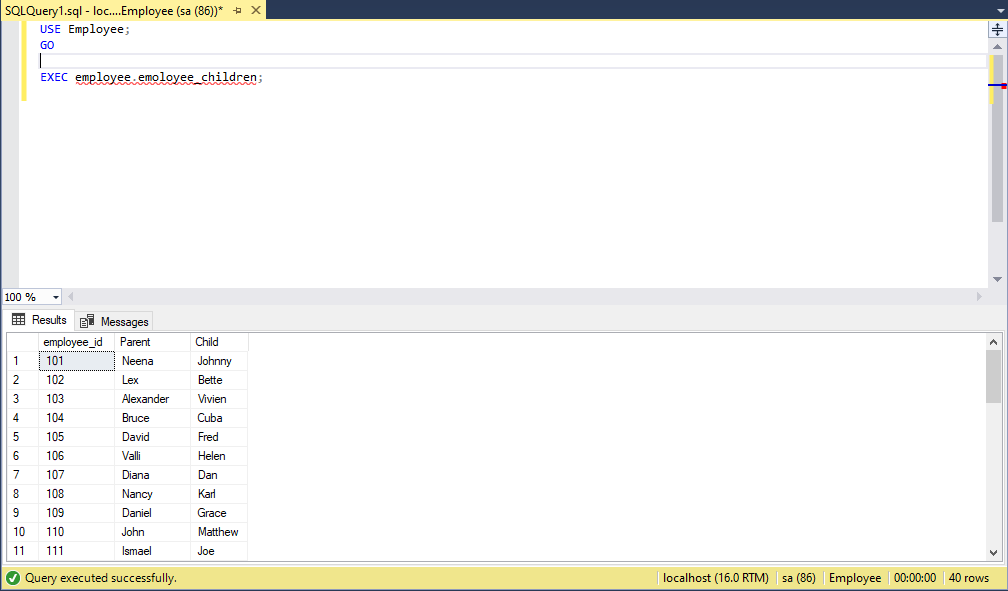 SQLQuery1.sql - loc....Employee (sa (86))*
USE Employee;
GO
EXEC employee.emoloyee_children;
100 %
Results Messages
employee_id Parent Child
1 101 Neena Johnny
2 102 Lex Bette
3 103 Alexander Vivien
4 104 Bruce Cuba
5 105 David Fred
6 106 Valli Helen
7 107 Diana Dan
8 108 Nancy Karl
9 109 Daniel Grace
10 110 John Matthew
11 111 Ismael Joe
Query executed successfully. localhost (16.0 RTM) sa (86) Employee 00:00:00 40 rows